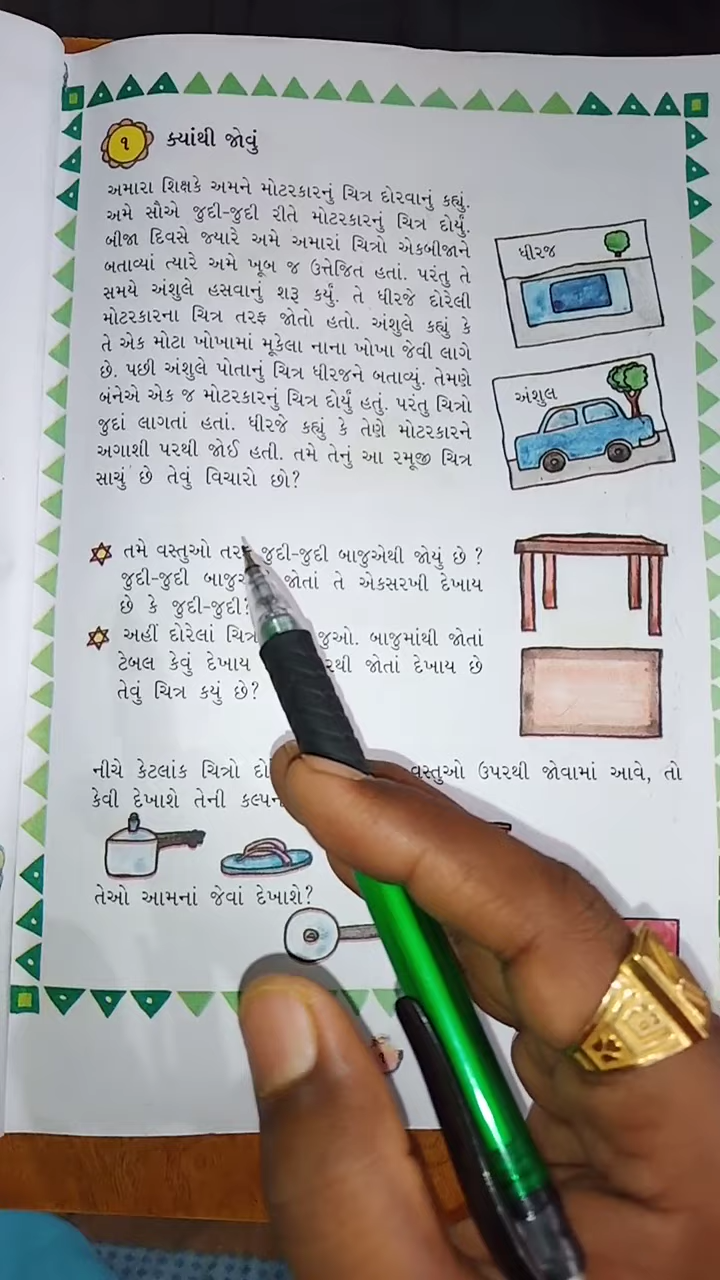 ૧ ક્યાંથી જોવું
અમારા શિક્ષકે અમને મોટરકારનું ચિત્ર દોરવાનું કહ્યું.
અમે સૌએ જુદી-જુદી રીતે મોટરકારનું ચિત્ર દોર્યું.
બીજા દિવસે જ્યારે અમે અમારાં ચિત્રો એકબીજાને
બતાવ્યાં ત્યારે અમે ખૂબ જ ઉત્તેજિત હતાં. પરંતુ તે
સમયે અંશુલે હસવાનું શરૂ કર્યું. તે ધીરજે દોરેલી
મોટરકારના ચિત્ર તરફ જોતો હતો. અંશુલે કહ્યું કે
તે એક મોટા ખોખામાં મૂકેલા નાના ખોખા જેવી લાગે
છે. પછી અંશુલે પોતાનું ચિત્ર ધીરજને બતાવ્યું. તેમણે
બંનેએ એક જ મોટરકારનું ચિત્ર દોર્યું હતું. પરંતુ ચિત્રો
જુદાં લાગતાં હતાં. ધીરજે કહ્યું કે તેણે મોટરકારને
અગાશી પરથી જોઈ હતી. તમે તેનું આ રમૂજી ચિત્ર
સાચું છે તેવું વિચારો છો?
ધીરજ
અંશુલ
તમે વસ્તુઓ તરફ જુદી-જુદી બાજુએથી જોયું છે ?
જુદી-જુદી જોતાં તે એકસરખી દેખાય
છે કે જુદી-જુદી?
અહીં દોરેલાં જુઓ. બાજુમાંથી જોતાં
ટેબલ કેવું દેખાય જોતાં દેખાય છે
તેવું ચિત્ર કયું છે?
નીચે કેટલાંક ચિત્રો વસ્તુઓ ઉપરથી જોવામાં આવે, તો
કેવી દેખાશે તેની
તેઓ આમનાં જેવાં દેખાશે?